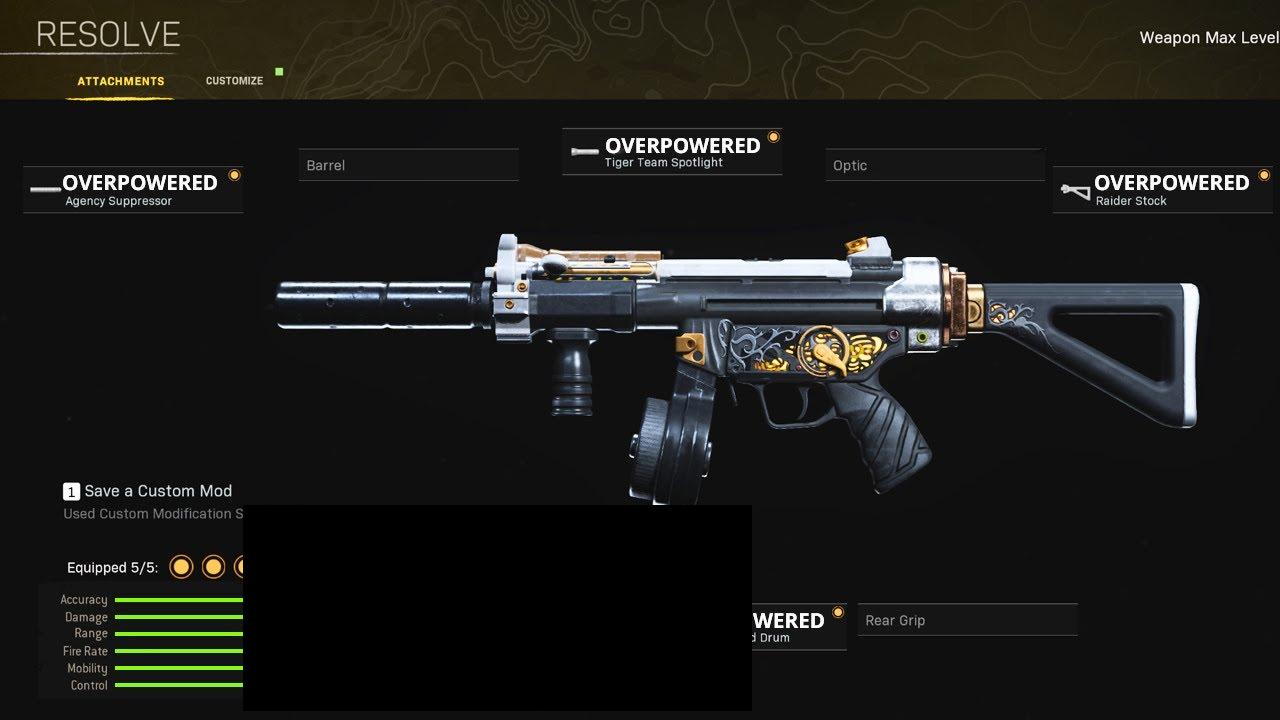 RESOLVE
Weapon Max Level
ATTACHMENTS
CUSTOMIZE
OVERPOWERED
Agency Suppressor
Barrel
OVERPOWERED
Tiger Team Spotlight
Optic
OVERPOWERED
Raider Stock
1 Save a Custom Mod
Used Custom Modification S
Equipped 5/5:
Accuracy
Damage
Range
Fire Rate
Mobility
Control
WERED
d Drum
Rear Grip